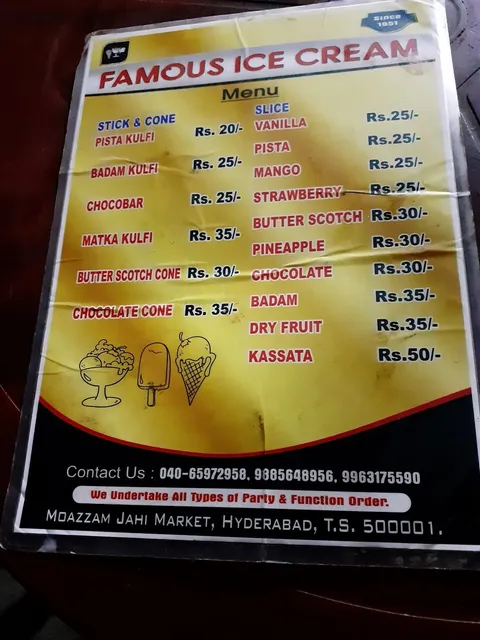 SINCE 1951
FAMOUS ICE CREAM
Menu
STICK & CONE
PISTA KULFI Rs. 20/-
BADAM KULFI Rs. 25/-
CHOCOBAR Rs. 25/-
MATKA KULFI Rs. 35/-
BUTTER SCOTCH CONE Rs. 30/-
CHOCOLATE CONE Rs. 35/-
SLICE
VANILLA Rs.25/-
PISTA Rs.25/-
MANGO Rs.25/-
STRAWBERRY Rs.25/-
BUTTER SCOTCH Rs.30/-
PINEAPPLE Rs.30/-
CHOCOLATE Rs.30/-
BADAM Rs.35/-
DRY FRUIT Rs.35/-
KASSATA Rs.50/-
Contact Us : 040-65972958, 9885648956, 9963175590
We Undertake All Types of Party & Function Order.
MOAZZAM JAHI MARKET, HYDERABAD, T.S. 500001.